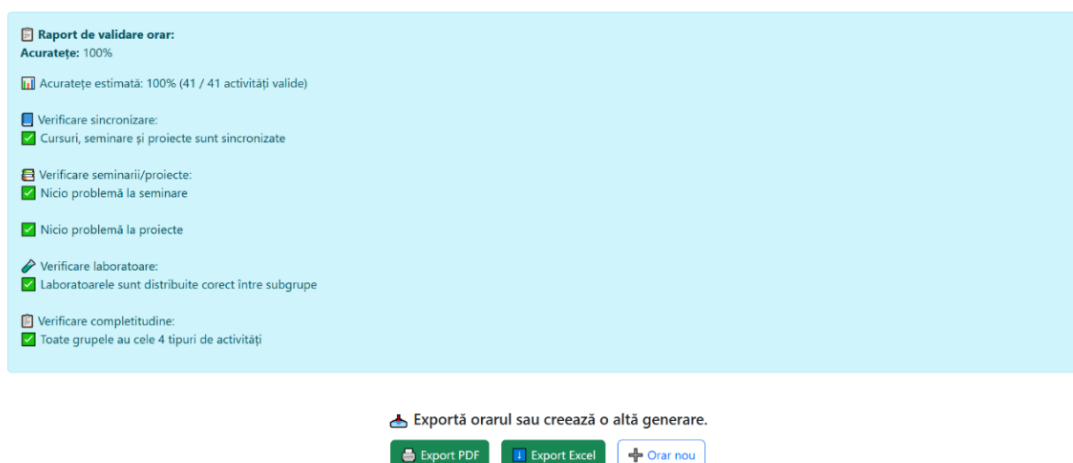 Raport de validare orar:
Acuratețe: 100%
Acuratețe estimată: 100% (41 / 41 activități valide)
Verificare sincronizare:
Cursuri, seminare și proiecte sunt sincronizate
Verificare seminarii/proiecte:
Nicio problemă la seminare
Nicio problemă la proiecte
Verificare laboratoare:
Laboratoarele sunt distribuite corect între subgrupe
Verificare completitudine:
Toate grupele au cele 4 tipuri de activități
Exportă orarul sau creează o altă generare.
Export PDF Export Excel Orar nou